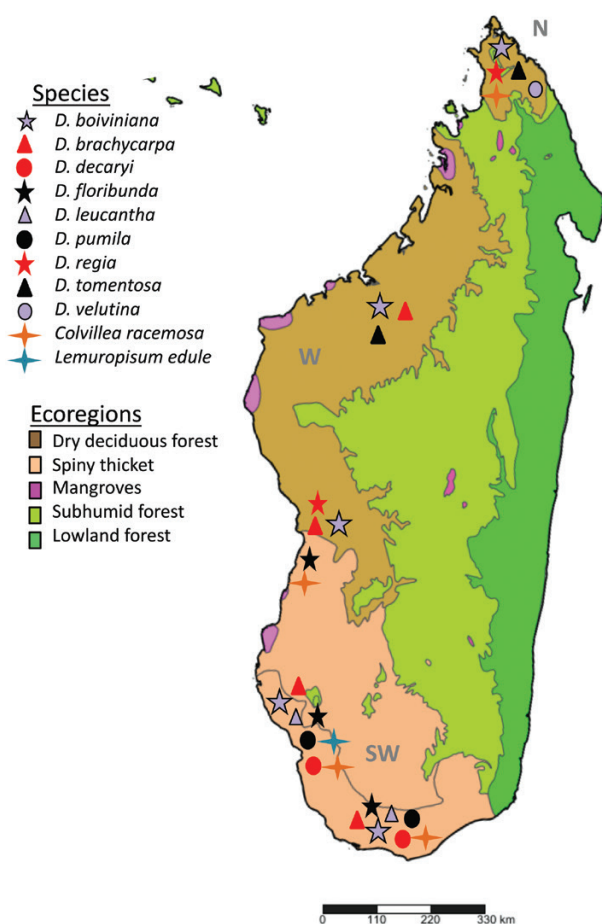 N
Species
D. boiviniana
D. brachycarpa
D. decaryi
D. floribunda
D. leucantha
D. pumila
D. regia
D. tomentosa
D. velutina
Colvillea racemosa
Lemuropisum edule
W
Ecoregions
Dry deciduous forest
Spiny thicket
Mangroves
Subhumid forest
Lowland forest
SW
0 110 220 330 km